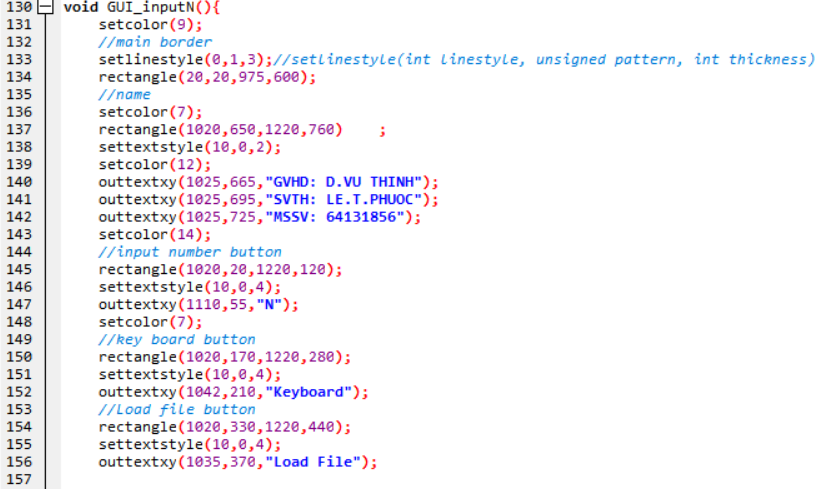 130 void GUI_inputN(){
131 setcolor(9);
132 //main border
133 setlinestyle(0,1,3);//setlinestyle(int linestyle, unsigned pattern, int thickness)
134 rectangle(20,20,975,600);
135 //name
136 setcolor(7);
137 rectangle(1020,650,1220,760)    ;
138 settextstyle(10,0,2);
139 setcolor(12);
140 outtextxy(1025,665,"GVHD: D.VU THINH");
141 outtextxy(1025,695,"SVTH: LE.T.PHUOC");
142 outtextxy(1025,725,"MSSV: 64131856");
143 setcolor(14);
144 //input number button
145 rectangle(1020,20,1220,120);
146 settextstyle(10,0,4);
147 outtextxy(1110,55,"N");
148 setcolor(7);
149 //key board button
150 rectangle(1020,170,1220,280);
151 settextstyle(10,0,4);
152 outtextxy(1042,210,"Keyboard");
153 //Load file button
154 rectangle(1020,330,1220,440);
155 settextstyle(10,0,4);
156 outtextxy(1035,370,"Load File");
157